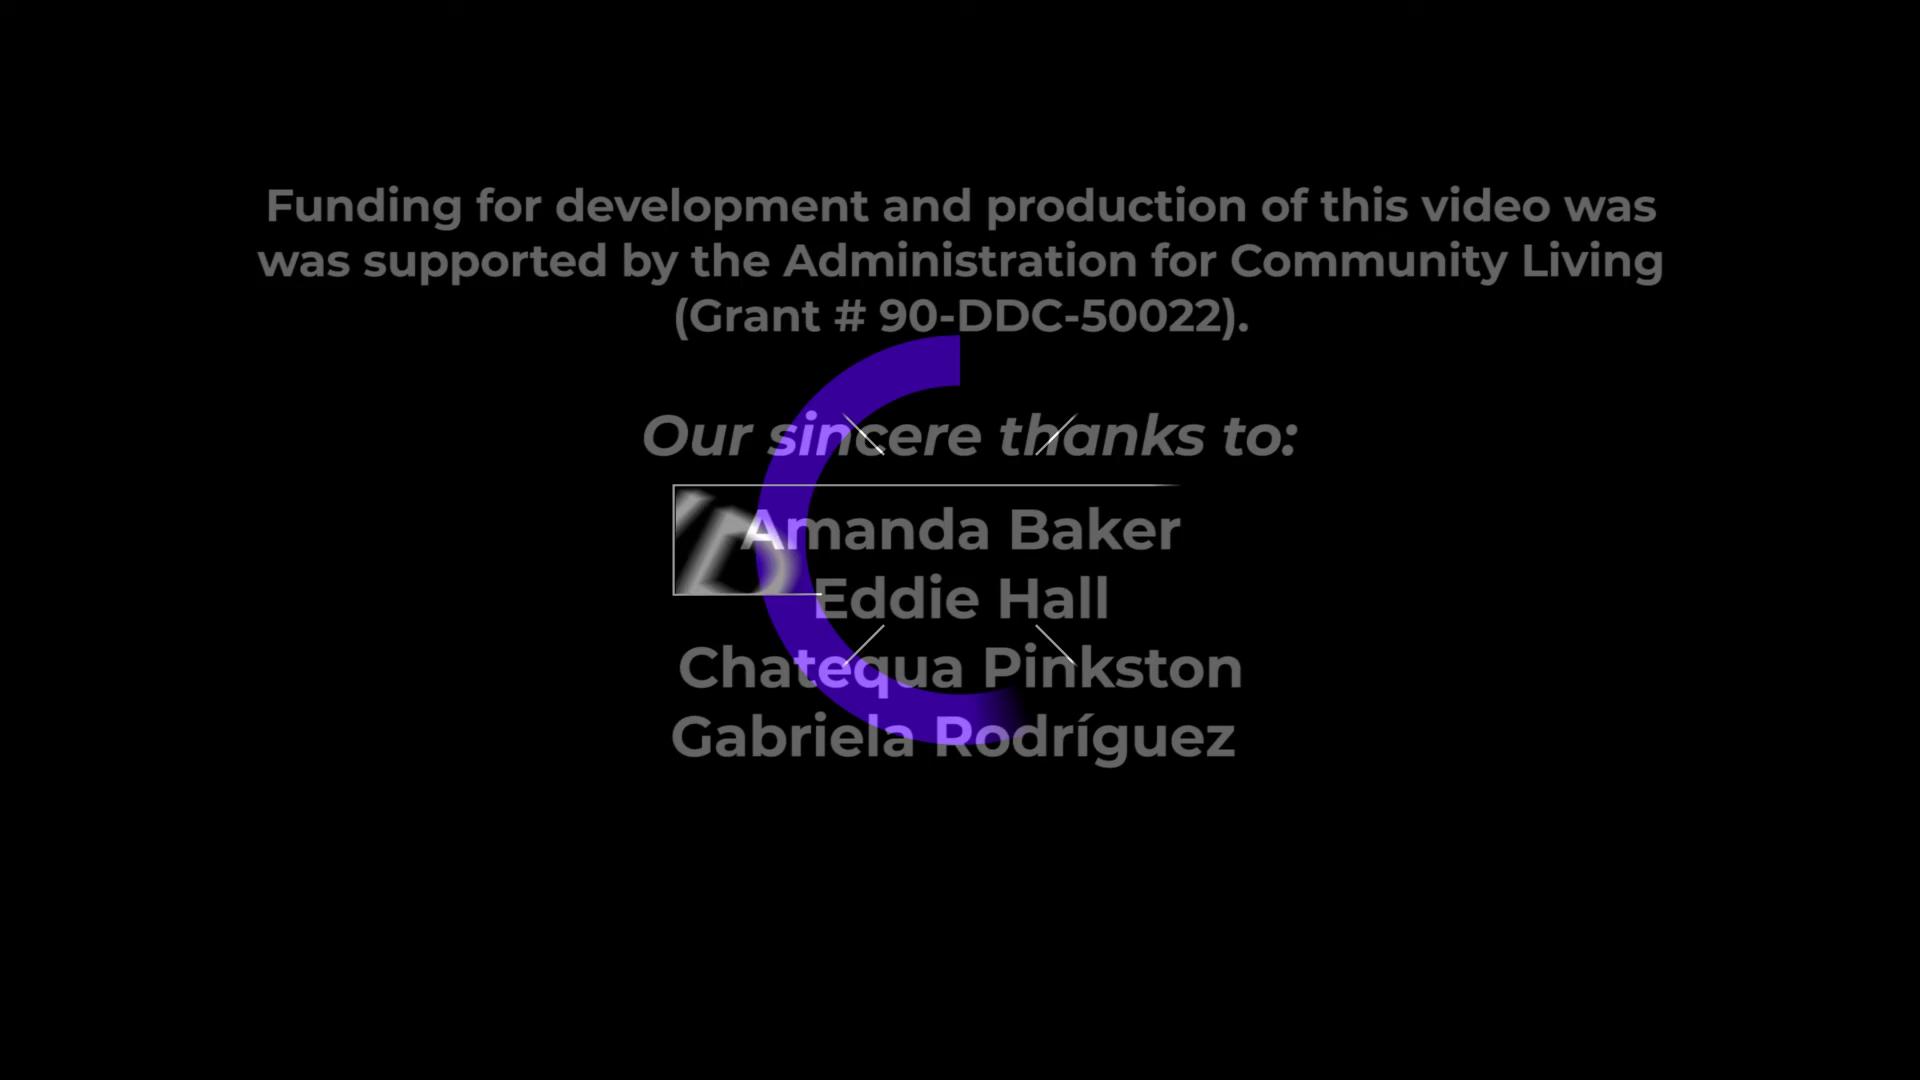 Funding for development and production of this video was
was supported by the Administration for Community Living
(Grant # 90-DDC-50022).
Our sincere thanks to:
Amanda Baker
Eddie Hall
Chatequa Pinkston
Gabriela Rodríguez